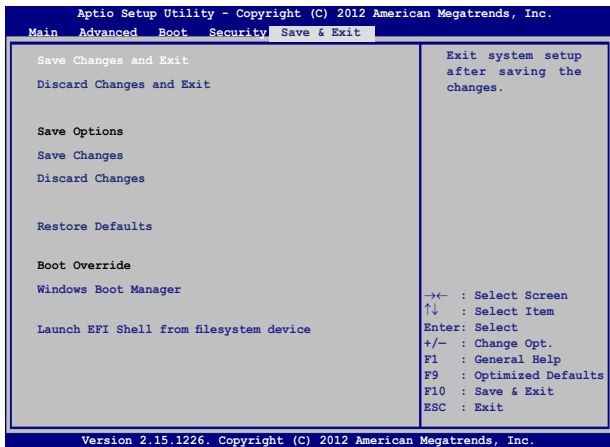 Aptio Setup Utility - Copyright (C) 2012 American Megatrends, Inc.
Main Advanced Boot Security Save & Exit
Save Changes and Exit
Discard Changes and Exit
Save Options
Save Changes
Discard Changes
Restore Defaults
Boot Override
Windows Boot Manager
Launch EFI Shell from filesystem device
Exit system setup
after saving the
changes.
→← : Select Screen
↑↓ : Select Item
Enter: Select
+/— : Change Opt.
F1 : General Help
F9 : Optimized Defaults
F10 : Save & Exit
ESC : Exit
Version 2.15.1226. Copyright (C) 2012 American Megatrends, Inc.